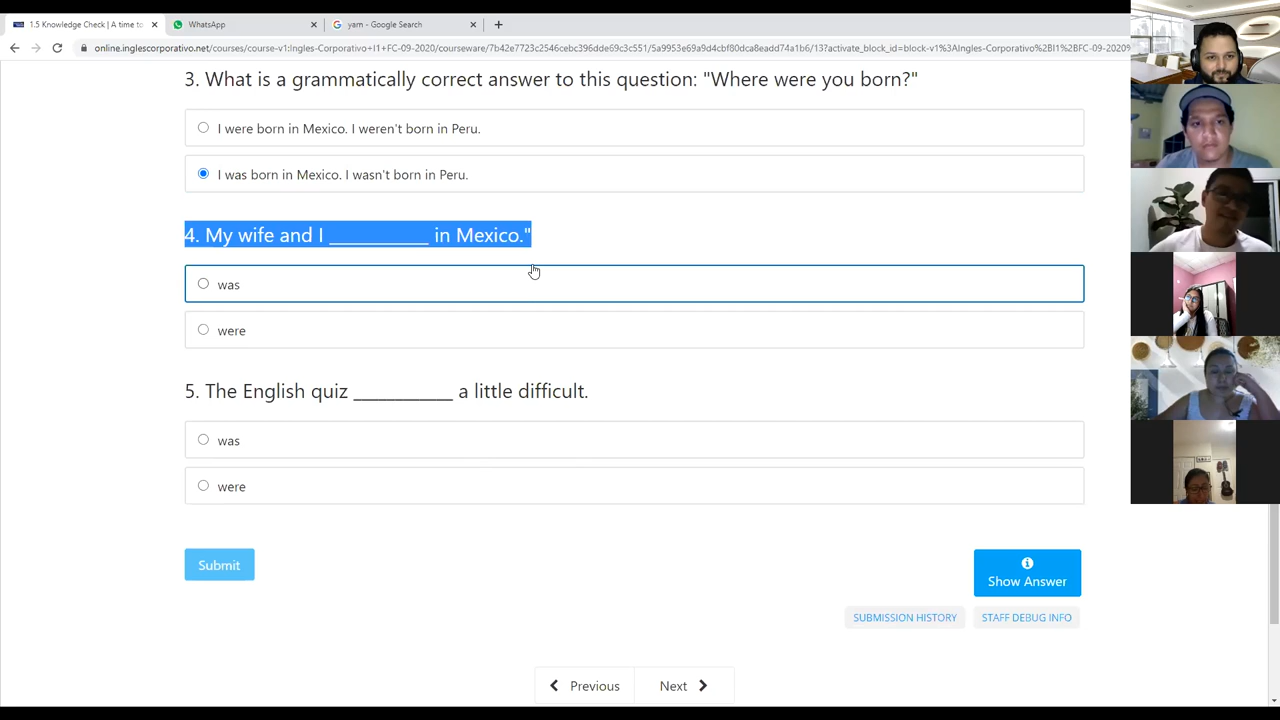 1.5 Knowledge Check | A time to
WhatsApp
yarn - Google Search
3. What is a grammatically correct answer to this question: "Where were you born?"
I were born in Mexico. I weren't born in Peru.
I was born in Mexico. I wasn't born in Peru.
4. My wife and I __________ in Mexico."
was
were
5. The English quiz __________ a little difficult.
was
were
Submit
Show Answer
SUBMISSION HISTORY
STAFF DEBUG INFO
Previous
Next